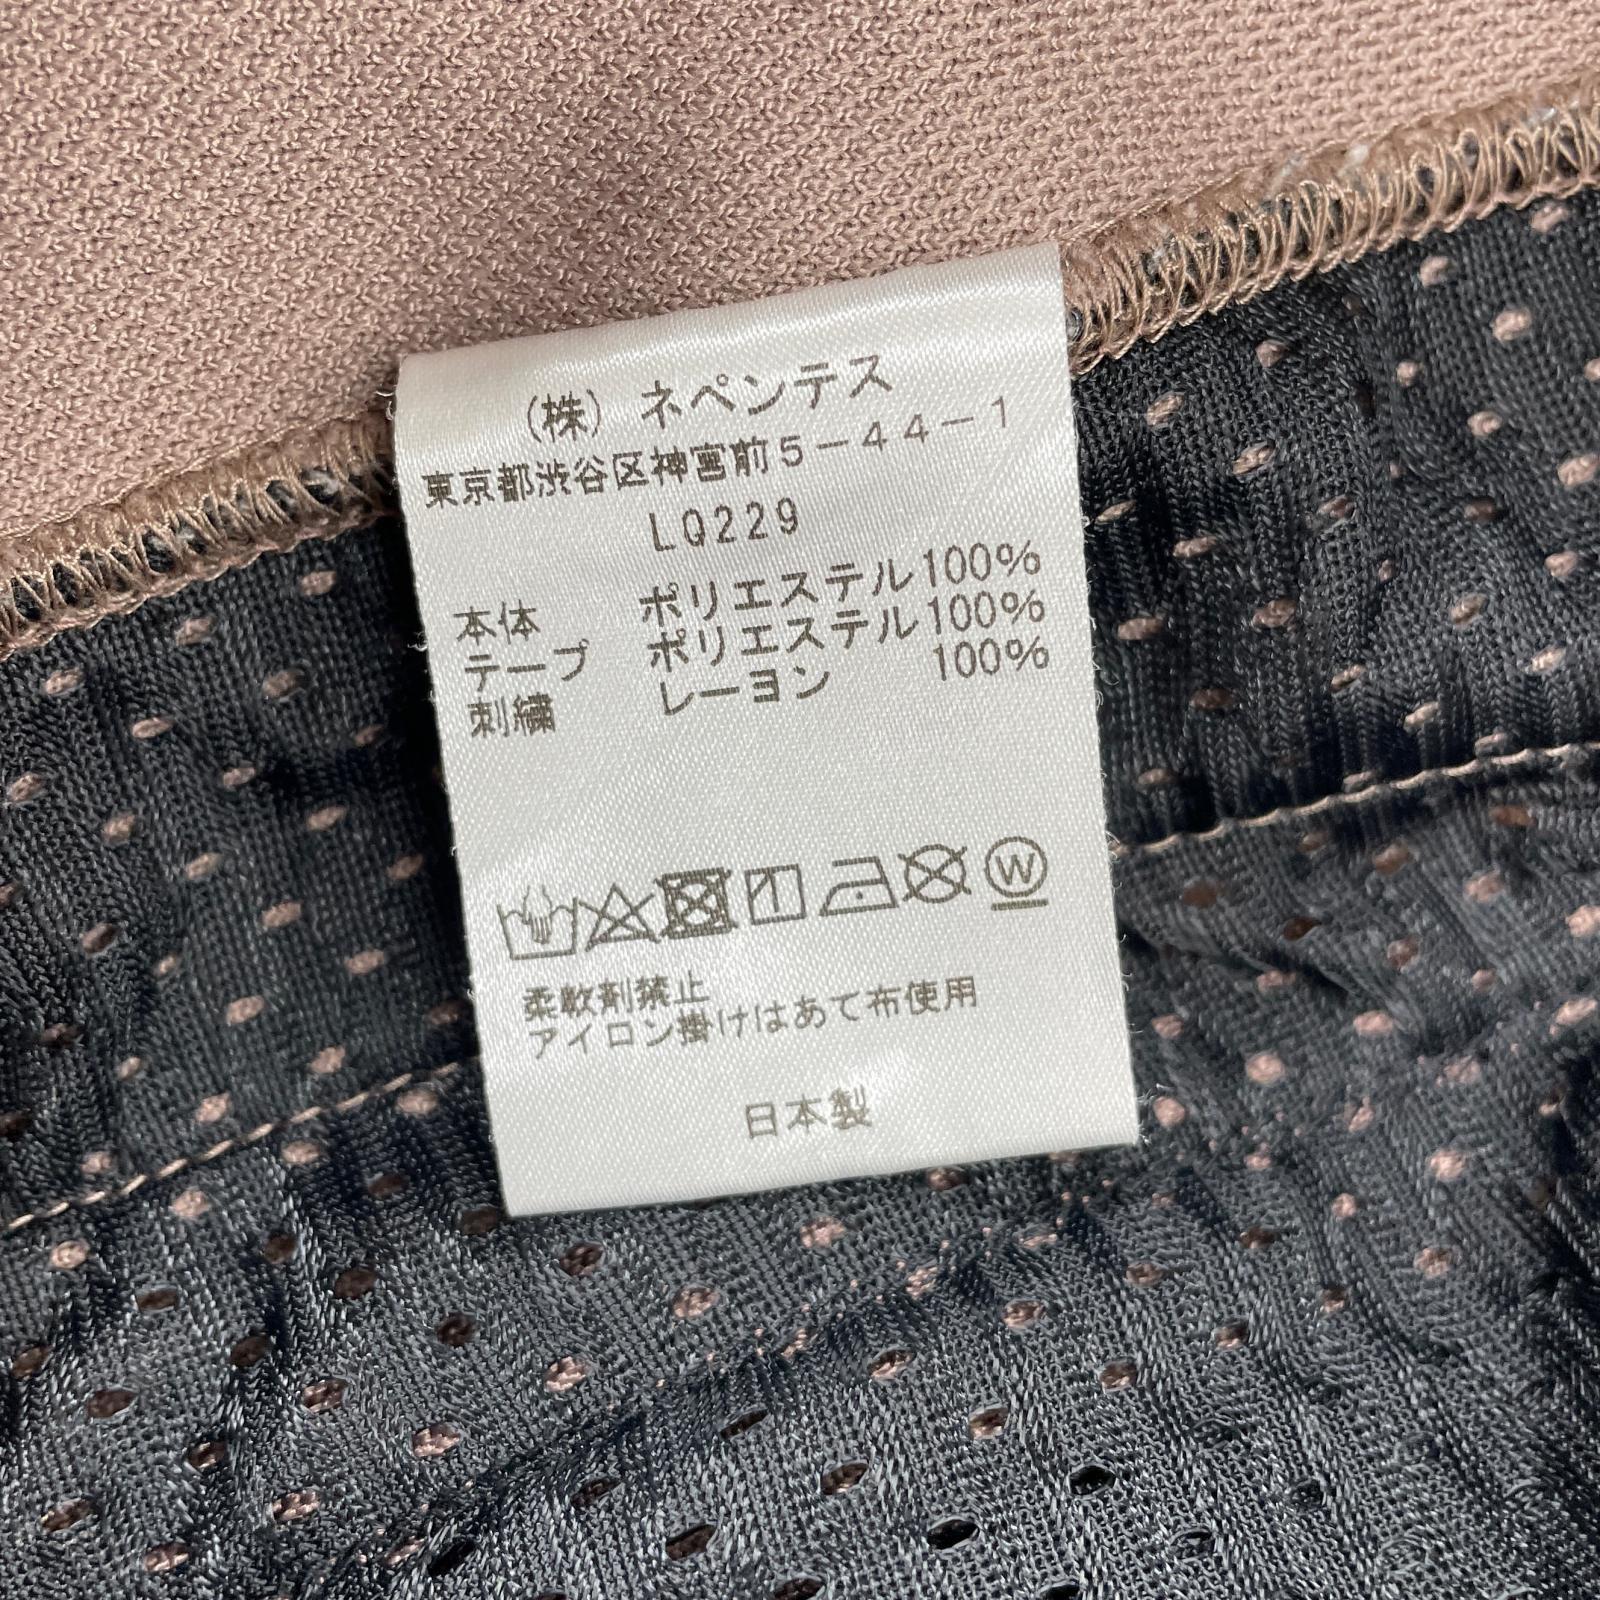 (株) ネペンテス
東京都渋谷区神宮前5-44-1
LQ229
本体 ポリエステル100%
テープ ポリエステル100%
刺繍 レーヨン 100%
W
柔軟剤禁止
アイロン掛けはあて布使用
日本製